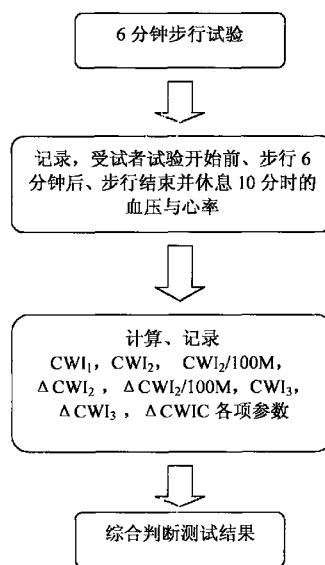 6 分钟步行试验
记录，受试者试验开始前、步行 6
分钟后、步行结束并休息 10 分时的
血压与心率
计算、记录
CWI₁，CWI₂， CWI₂/100M，
ΔCWI₂ ，ΔCWI₂/100M，CWI₃，
ΔCWI₃ ，ΔCWIC 各项参数
综合判断测试结果